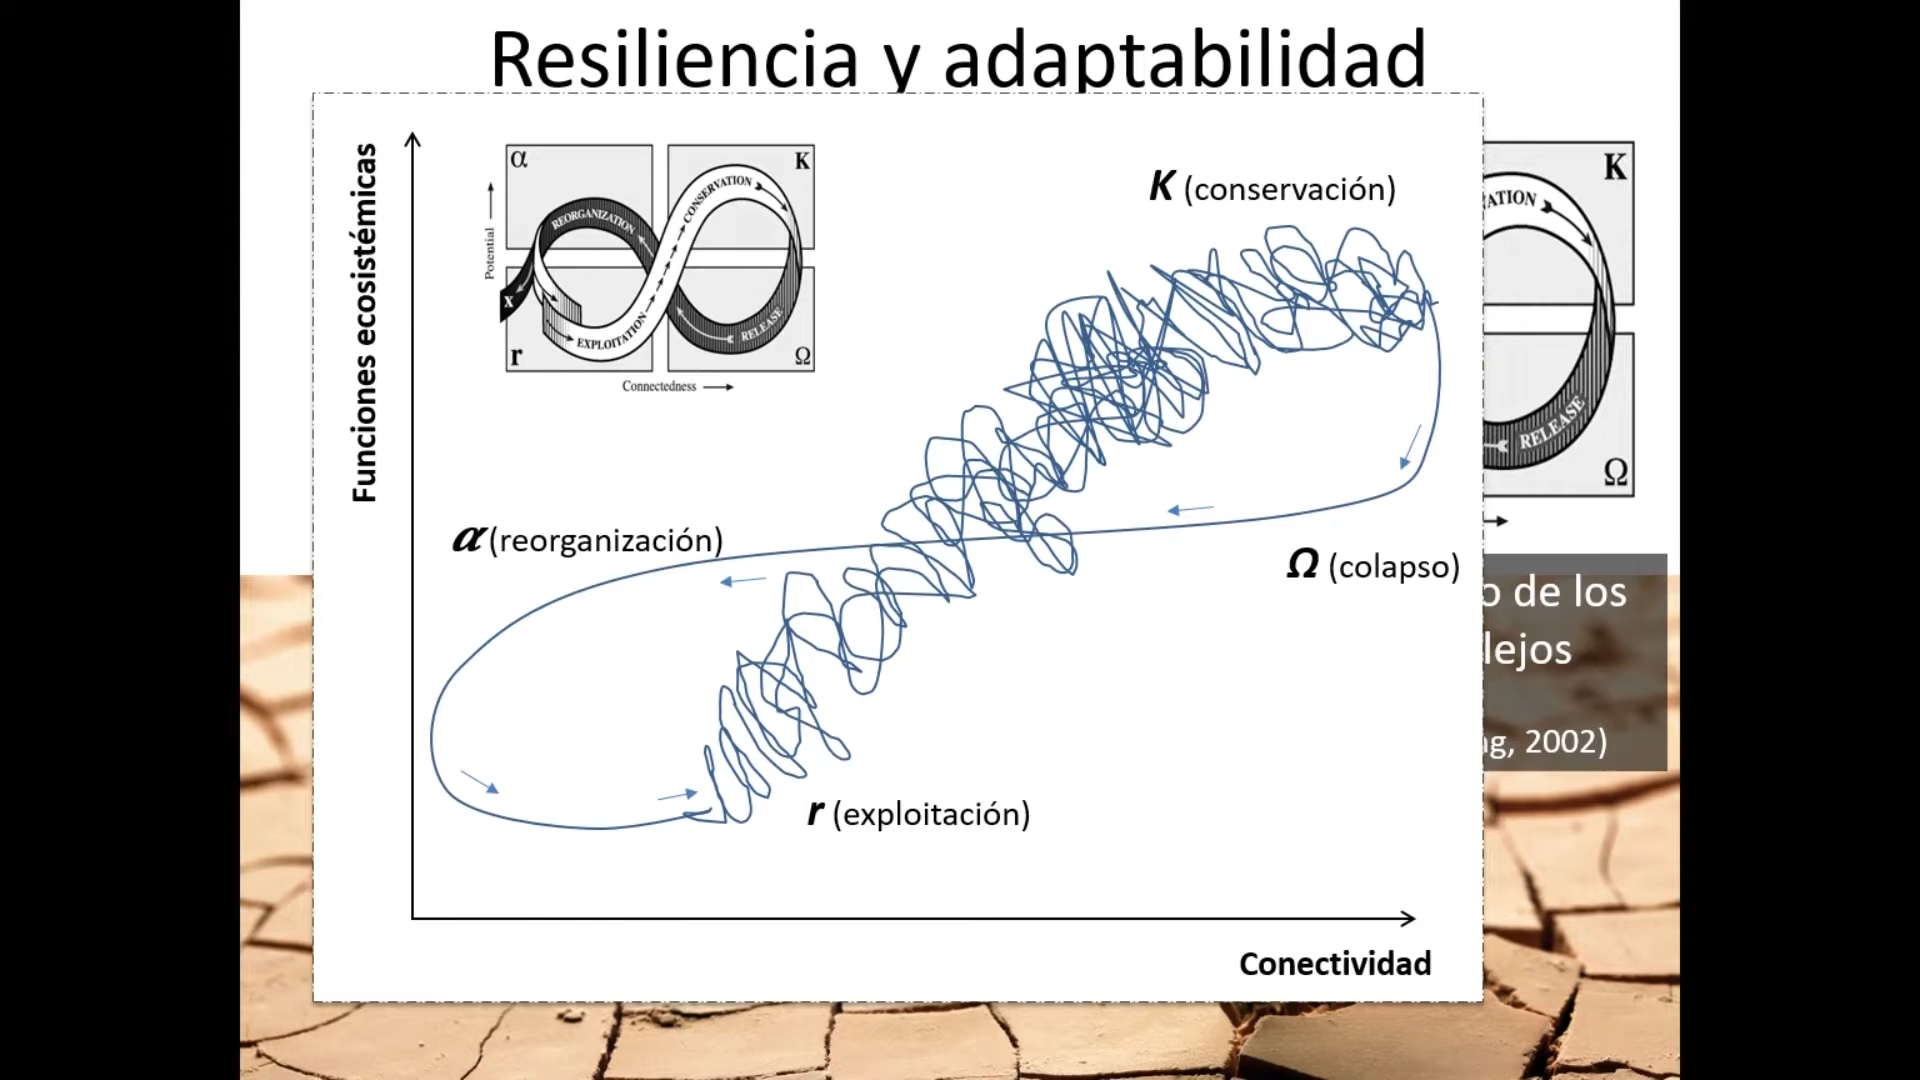 Resiliencia y adaptabilidad
Funciones ecosistémicas
α
K
REORGANIZATION
CONSERVATION
Potential
x
r
EXPLOITATION
RELEASE
Ω
Connectedness
K (conservación)
α (reorganización)
Ω (colapso)
r (exploitación)
Conectividad
K
ATION
RELEASE
Ω
o de los
lejos
ng, 2002)